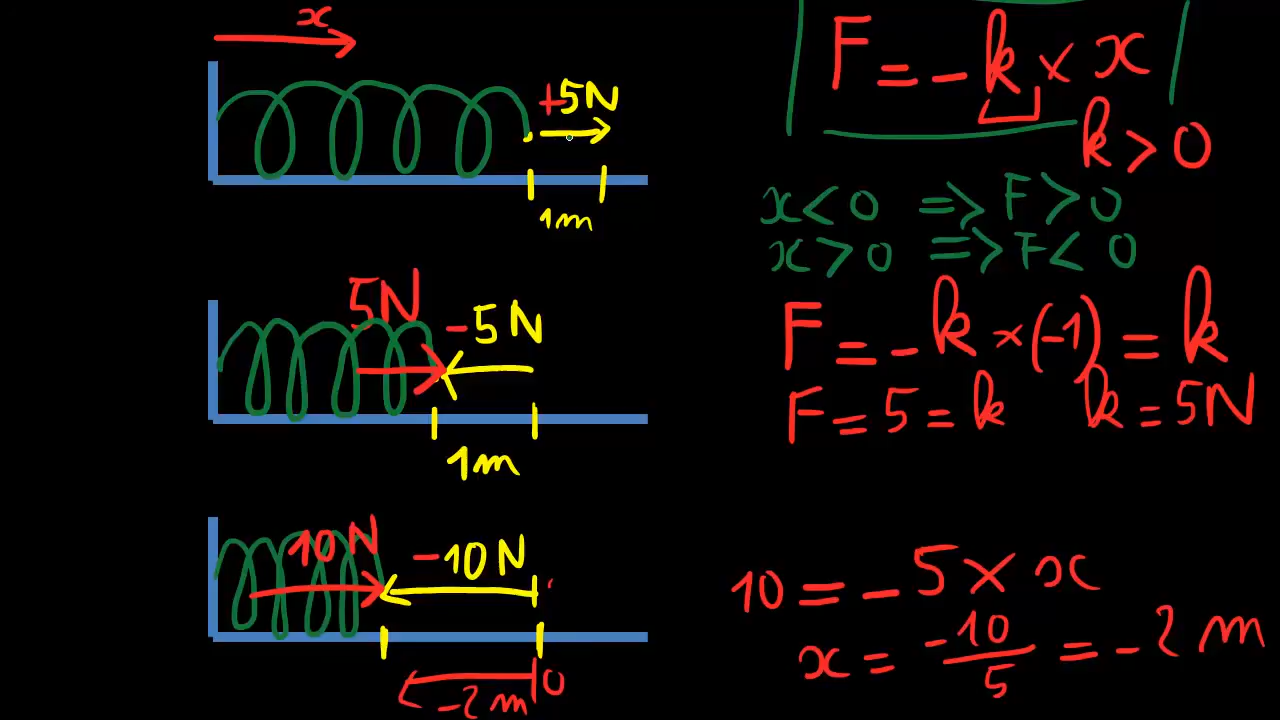 x
+5N
1m
5N
-5N
1m
10N
-10N
-2m 0
F = -k × x
k > 0
x < 0 => F > 0
x > 0 => F < 0
F = -k × (-1) = k
F = 5 = k k = 5N
10 = -5 × x
x = -10/5 = -2 m